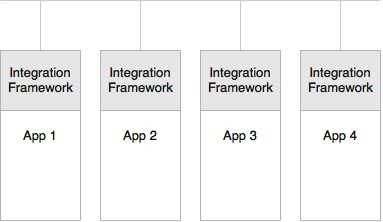 Integration
Framework
Integration
Framework
Integration
Framework
Integration
Framework
App 1
App 2
App 3
App 4